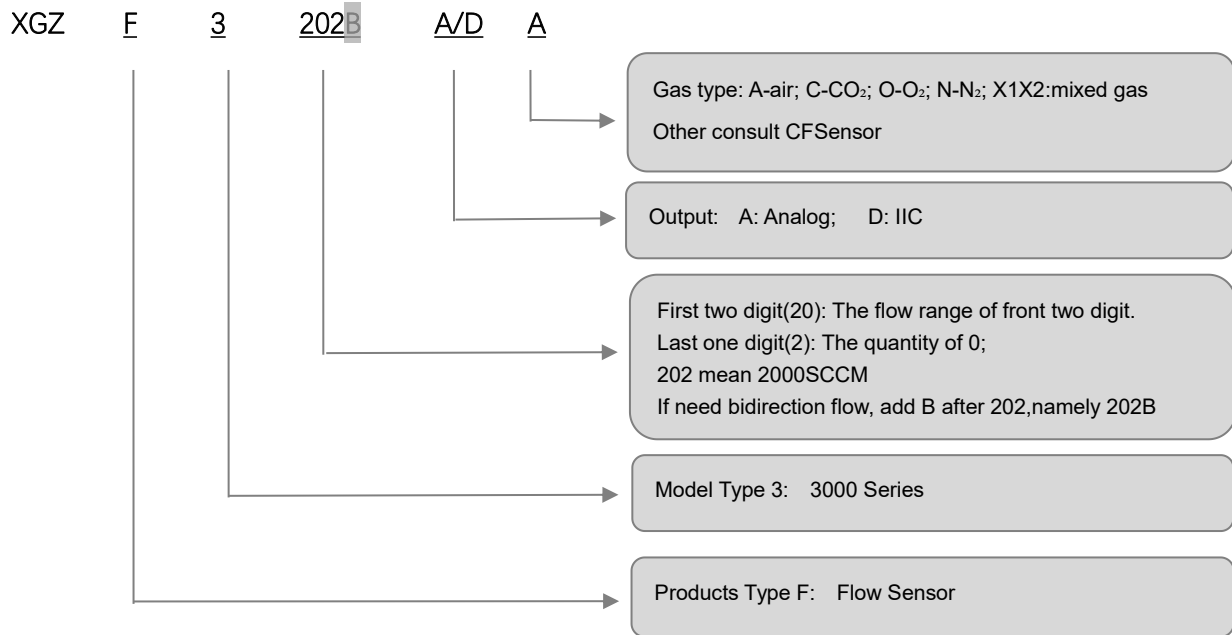 XGZ F 3 202B A/D A
Gas type: A-air; C-CO₂; O-O₂; N-N₂; X1X2:mixed gas
Other consult CFSensor
Output: A: Analog; D: IIC
First two digit(20): The flow range of front two digit.
Last one digit(2): The quantity of 0;
202 mean 2000SCCM
If need bidirection flow, add B after 202,namely 202B
Model Type 3: 3000 Series
Products Type F: Flow Sensor